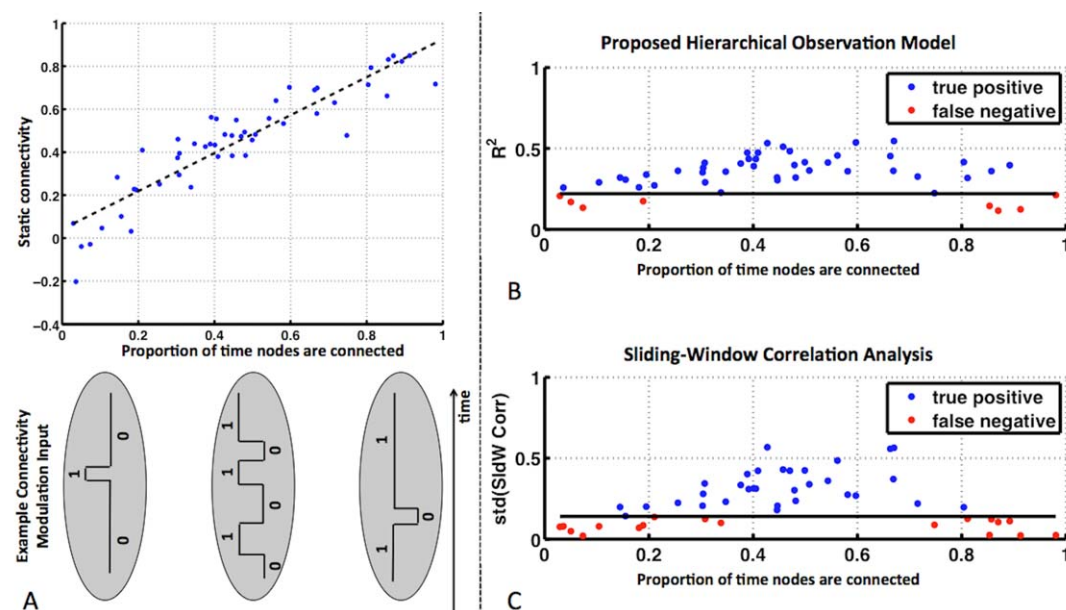 1
0.8
0.6
0.4
0.2
0
−0.2
−0.4
Static connectivity
0 0.2 0.4 0.6 0.8 1
Proportion of time nodes are connected
Example Connectivity
Modulation Input
0 1 0
0 1 0 1 0 1
1 0 1
time
A
Proposed Hierarchical Observation Model
1
0.5
0
R²
true positive
false negative
0 0.2 0.4 0.6 0.8 1
Proportion of time nodes are connected
B
Sliding-Window Correlation Analysis
1
0.5
0
std(SldW Corr)
true positive
false negative
0 0.2 0.4 0.6 0.8 1
Proportion of time nodes are connected
C